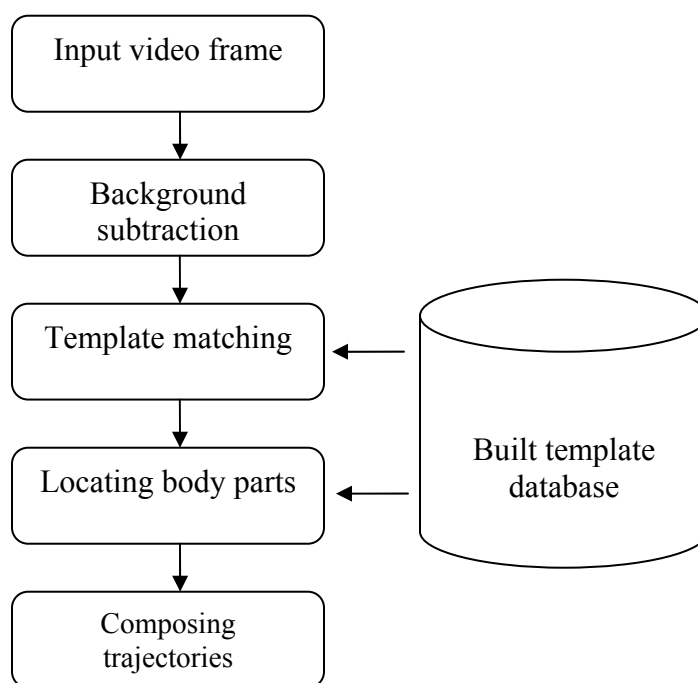 Input video frame
Background
subtraction
Template matching
Locating body parts
Built template
database
Composing
trajectories